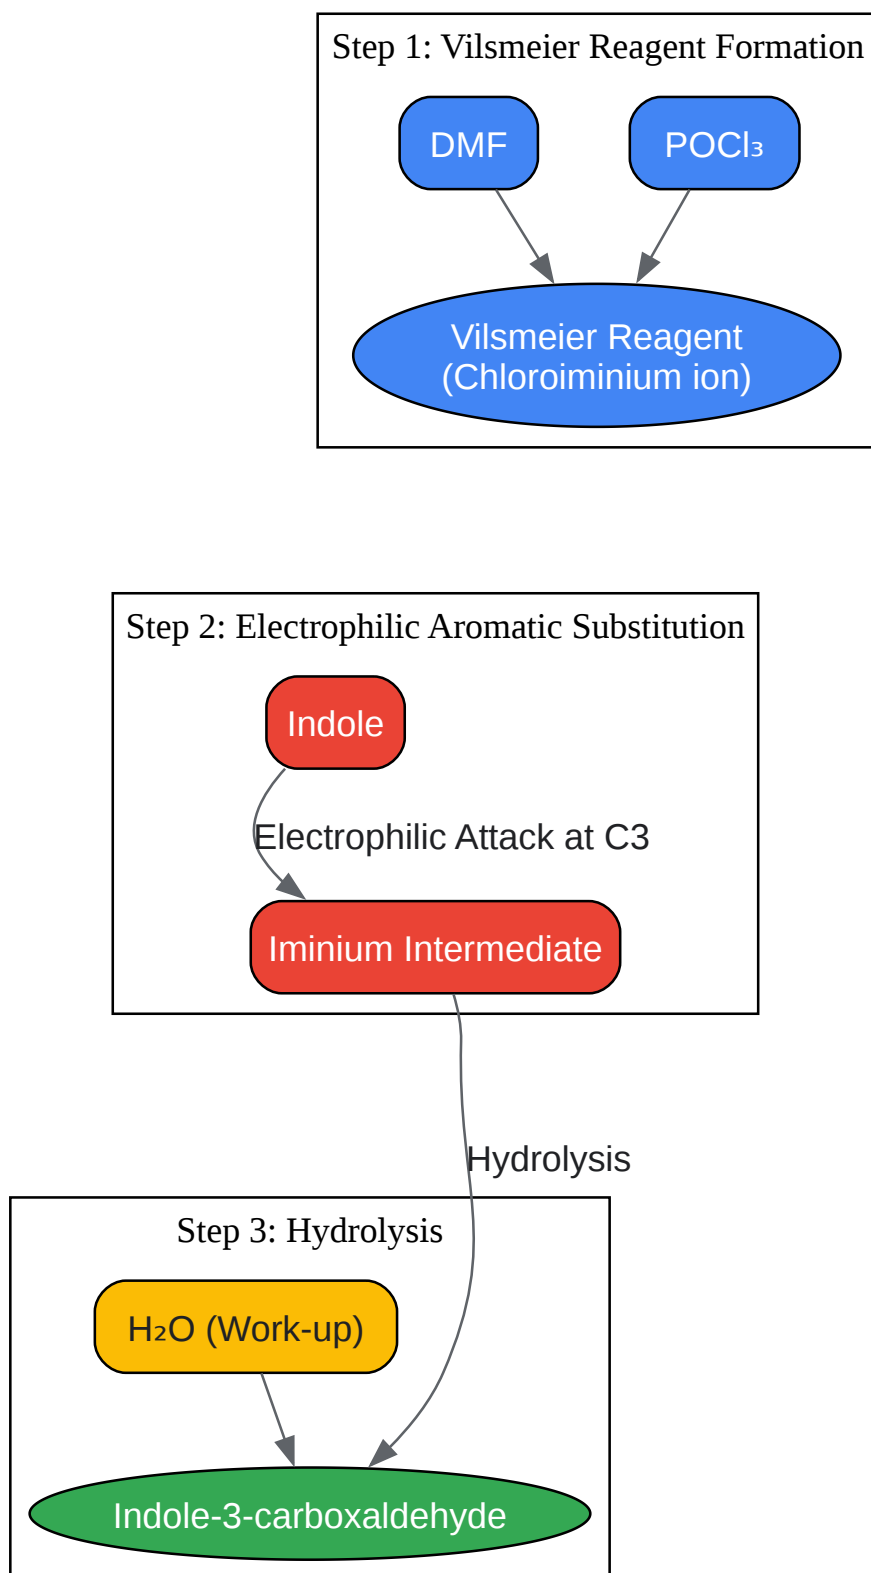 Step 1: Vilsmeier Reagent Formation
DMF
POCl₃
Vilsmeier Reagent
(Chloroiminium ion)
Step 2: Electrophilic Aromatic Substitution
Indole
Electrophilic Attack at C3
Iminium Intermediate
Hydrolysis
Step 3: Hydrolysis
H₂O (Work-up)
Indole-3-carboxaldehyde